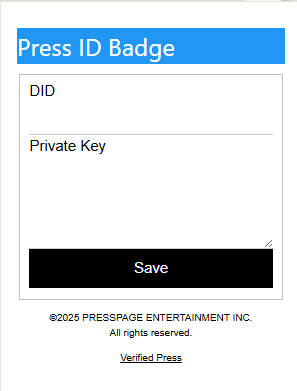 Press ID Badge
DID
Private Key
Save
©2025 PRESSPAGE ENTERTAINMENT INC.
All rights reserved.
Verified Press